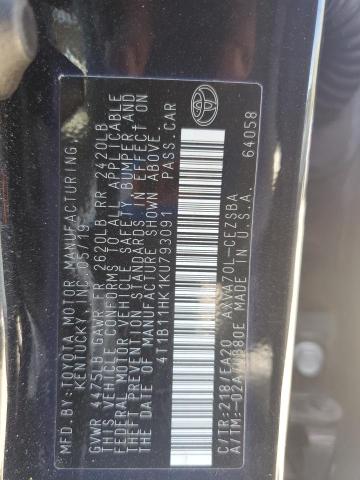 MFD.BY: TOYOTA MOTOR MANUFACTURING,
KENTUCKY, INC. 05/19
GVWR 4475LB GAWR FR 2620LB RR 2420LB
THIS VEHICLE CONFORMS TO ALL APPLICABLE
FEDERAL MOTOR VEHICLE SAFETY, BUMPER, AND
THEFT PREVENTION STANDARDS IN EFFECT ON
THE DATE OF MANUFACTURE SHOWN ABOVE.
4T1B11HK1KU793091 PASS.CAR
C/TR: 218/EA20 AXVA70L-CEZSBA
A/TM: -02A/UB80E MADE IN U.S.A.
64058